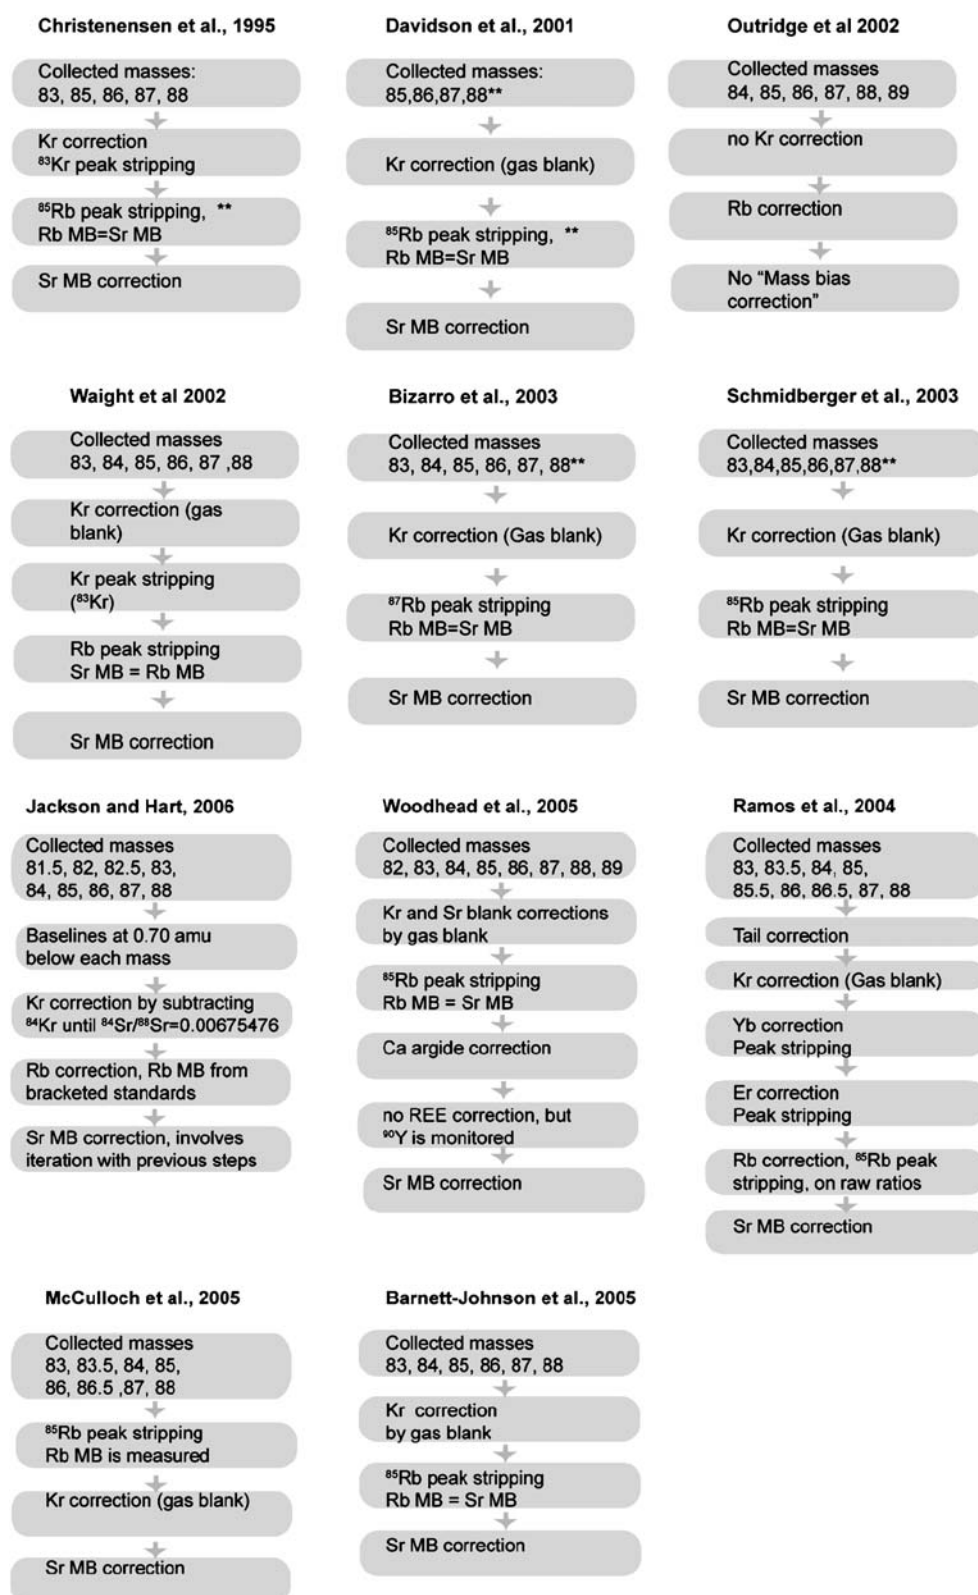 Christenensen et al., 1995
Collected masses:
83, 85, 86, 87, 88
Kr correction
⁸³Kr peak stripping
⁸⁵Rb peak stripping, **
Rb MB=Sr MB
Sr MB correction
Davidson et al., 2001
Collected masses:
85,86,87,88**
Kr correction (gas blank)
⁸⁵Rb peak stripping, **
Rb MB=Sr MB
Sr MB correction
Outridge et al 2002
Collected masses
84, 85, 86, 87, 88, 89
no Kr correction
Rb correction
No “Mass bias
correction”
Waight et al 2002
Collected masses
83, 84, 85, 86, 87 ,88
Kr correction (gas
blank)
Kr peak stripping
(⁸³Kr)
Rb peak stripping
Sr MB = Rb MB
Sr MB correction
Bizarro et al., 2003
Collected masses
83, 84, 85, 86, 87, 88**
Kr correction (Gas blank)
⁸⁷Rb peak stripping
Rb MB=Sr MB
Sr MB correction
Schmidberger et al., 2003
Collected masses
83,84,85,86,87,88**
Kr correction (Gas blank)
⁸⁵Rb peak stripping
Rb MB=Sr MB
Sr MB correction
Jackson and Hart, 2006
Collected masses
81.5, 82, 82.5, 83,
84, 85, 86, 87, 88
Baselines at 0.70 amu
below each mass
Kr correction by subtracting
⁸⁴Kr until ⁸⁴Sr/⁸⁸Sr=0.00675476
Rb correction, Rb MB from
bracketed standards
Sr MB correction, involves
iteration with previous steps
Woodhead et al., 2005
Collected masses
82, 83, 84, 85, 86, 87, 88, 89
Kr and Sr blank corrections
by gas blank
⁸⁵Rb peak stripping
Rb MB = Sr MB
Ca argide correction
no REE correction, but
⁹⁰Y is monitored
Sr MB correction
Ramos et al., 2004
Collected masses
83, 83.5, 84, 85,
85.5, 86, 86.5, 87, 88
Tail correction
Kr correction (Gas blank)
Yb correction
Peak stripping
Er correction
Peak stripping
Rb correction, ⁸⁵Rb peak
stripping, on raw ratios
Sr MB correction
McCulloch et al., 2005
Collected masses
83, 83.5, 84, 85,
86, 86.5 ,87, 88
⁸⁵Rb peak stripping
Rb MB is measured
Kr correction (gas blank)
Sr MB correction
Barnett-Johnson et al., 2005
Collected masses
83, 84, 85, 86, 87, 88
Kr correction
by gas blank
⁸⁵Rb peak stripping
Rb MB = Sr MB
Sr MB correction